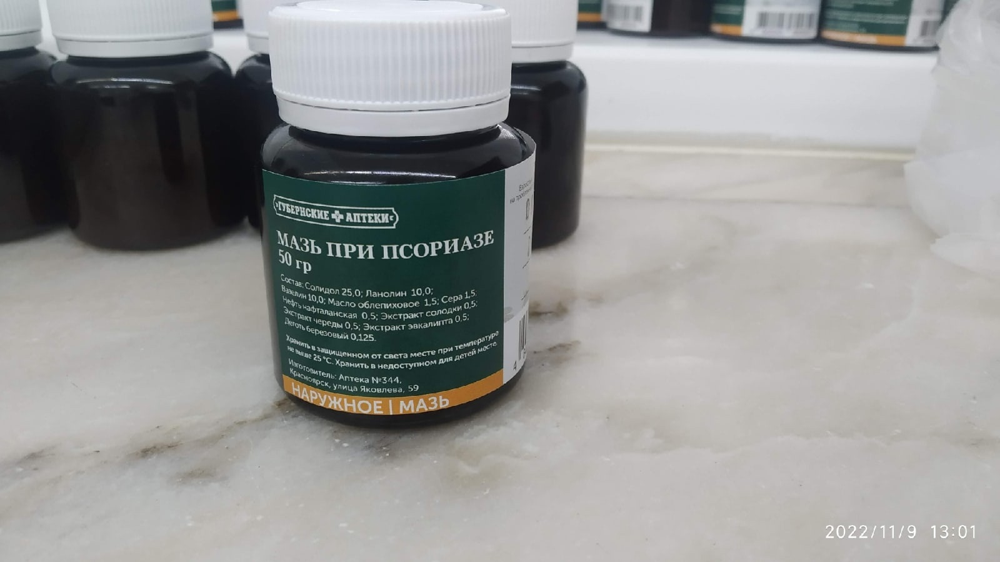 «ГУБЕРНСКИЕ АПТЕКИ»
МАЗЬ ПРИ ПСОРИАЗЕ
50 гр
Состав: Солидол 25,0; Ланолин 10,0;
Вазелин 10,0; Масло облепиховое 1,5; Сера 1,5;
Нефть нафталанская 0,5; Экстракт солодки 0,5;
Экстракт череды 0,5; Экстракт эвкалипта 0,5;
Деготь березовый 0,125.
Хранить в защищенном от света месте при температуре
не выше 25 °С. Хранить в недоступном для детей месте.
Изготовитель: Аптека №344,
Красноярск, улица Яковлева, 59
НАРУЖНОЕ | МАЗЬ
на
4
2022/11/9 13:01